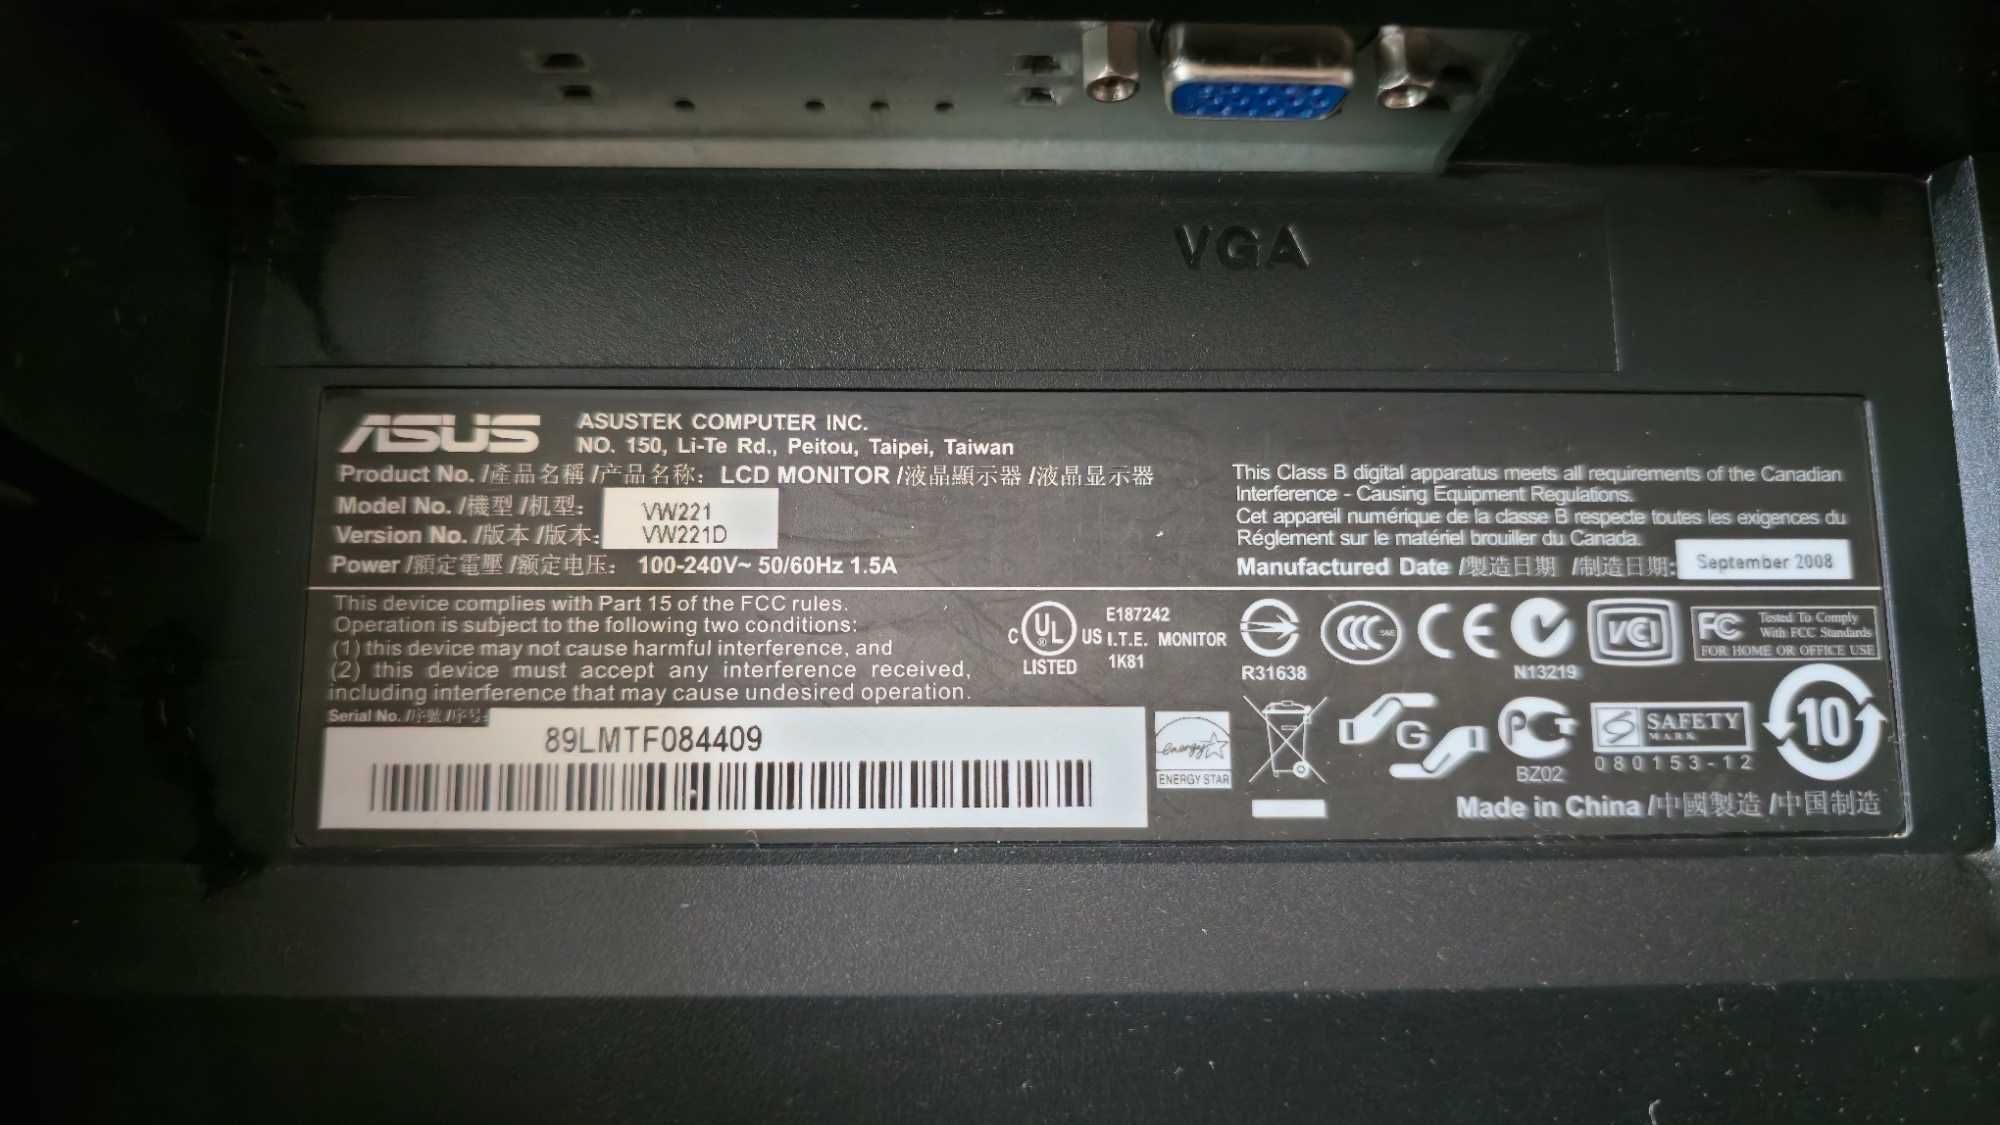 VGA
ASUS
ASUSTEK COMPUTER INC.
NO. 150, Li-Te Rd., Peitou, Taipei, Taiwan
Product No. /產品名稱 /产品名称: LCD MONITOR /液晶顯示器 /液晶显示器
Model No. /機型 /机型: VW221
Version No. /版本 /版本: VW221D
Power /額定電壓 /额定电压: 100-240V~ 50/60Hz 1.5A
This Class B digital apparatus meets all requirements of the Canadian
Interference - Causing Equipment Regulations.
Cet appareil numérique de la classe B respecte toutes les exigences du
Réglement sur le matériel brouiller du Canada.
Manufactured Date /製造日期 /制造日期: September 2008
This device complies with Part 15 of the FCC rules.
Operation is subject to the following two conditions:
(1) this device may not cause harmful interference, and
(2) this device must accept any interference received,
including interference that may cause undesired operation.
C UL ® US LISTED
E187242
I.T.E. MONITOR
1K81
R31638
CCC S&E
CE
N13219
VCI
FC Tested To Comply
With FCC Standards
FOR HOME OR OFFICE USE
Serial No. /序號 /序号:
89LMTF084409
energy
ENERGY STAR
G
PCT
BZ02
S SAFETY
MARK
080153-12
10
Made in China /中國製造 /中国制造